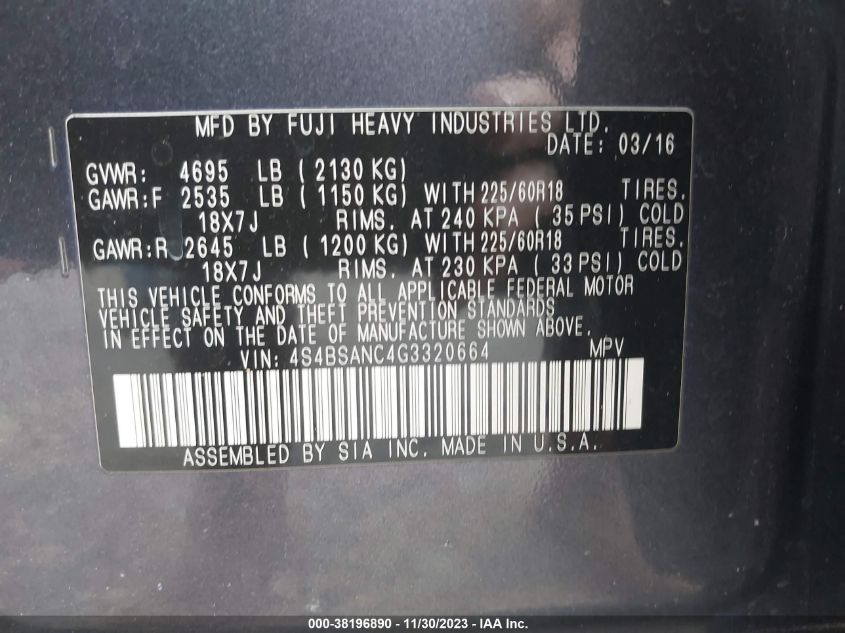 MFD BY FUJI HEAVY INDUSTRIES LTD.
DATE: 03/16
GVWR: 4695 LB ( 2130 KG)
GAWR:F 2535 LB ( 1150 KG) WITH 225/60R18 TIRES,
18X7J RIMS, AT 240 KPA ( 35 PSI) COLD
GAWR:R 2645 LB ( 1200 KG) WITH 225/60R18 TIRES,
18X7J RIMS, AT 230 KPA ( 33 PSI) COLD
THIS VEHICLE CONFORMS TO ALL APPLICABLE FEDERAL MOTOR
VEHICLE SAFETY AND THEFT PREVENTION STANDARDS
IN EFFECT ON THE DATE OF MANUFACTURE SHOWN ABOVE.
VIN: 4S4BSANC4G3320664 MPV
ASSEMBLED BY SIA INC. MADE IN U.S.A.
000-38196890 - 11/30/2023 - IAA Inc.